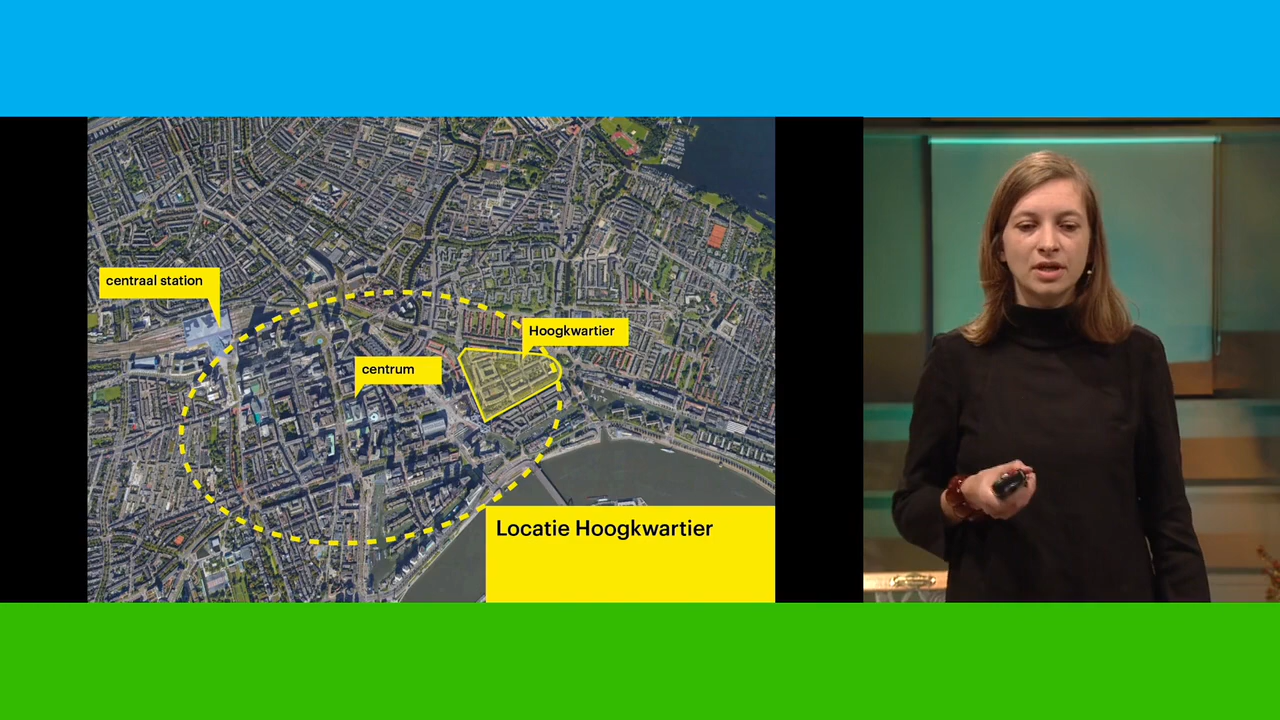 centraal station
Hoogkwartier
centrum
Locatie Hoogkwartier